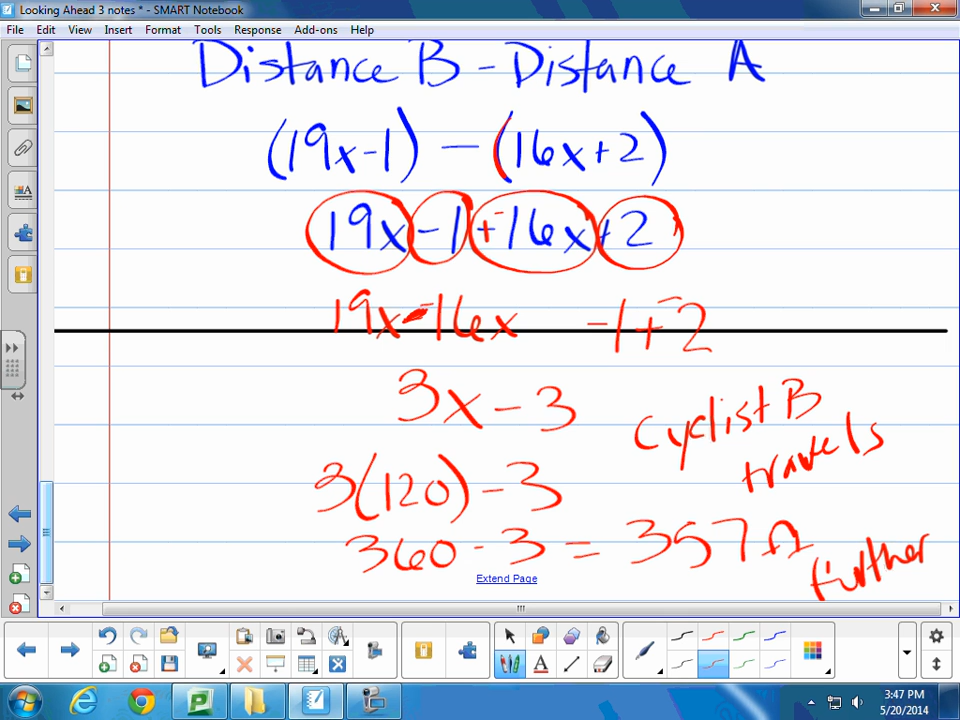 Looking Ahead 3 notes * - SMART Notebook
File Edit View Insert Format Tools Response Add-ons Help
Distance B - Distance A
(19x-1) - (16x+2)
19x -1 +-16x +2
19x - 16x -1 + -2
3x - 3
Cyclist B
travels
3(120) - 3
360 - 3 = 357
further
Extend Page
3:47 PM
5/20/2014